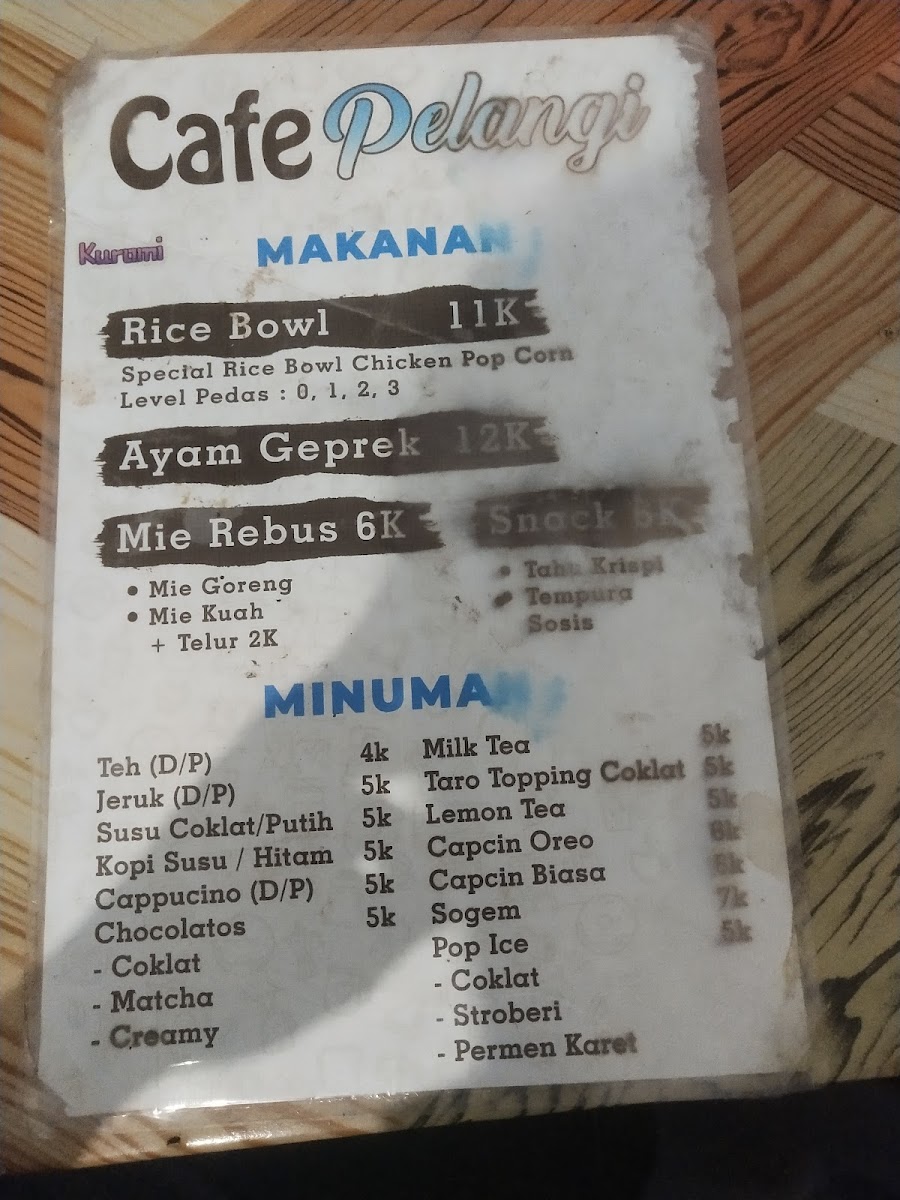 Cafe Pelangi
Kuromi
MAKANAN
Rice Bowl 11K
Special Rice Bowl Chicken Pop Corn
Level Pedas : 0, 1, 2, 3
Ayam Geprek 12K
Mie Rebus 6K
• Mie Goreng
• Mie Kuah
+ Telur 2K
Snack
• Tahu Krispi
• Tempura
Sosis
MINUMAN
Teh (D/P) 4k
Jeruk (D/P) 5k
Susu Coklat/Putih 5k
Kopi Susu / Hitam 5k
Cappucino (D/P) 5k
Chocolatos 5k
- Coklat
- Matcha
- Creamy
Milk Tea 5k
Taro Topping Coklat 5k
Lemon Tea 5k
Capcin Oreo
Capcin Biasa
Sogem 7k
Pop Ice 5k
- Coklat
- Stroberi
- Permen Karet